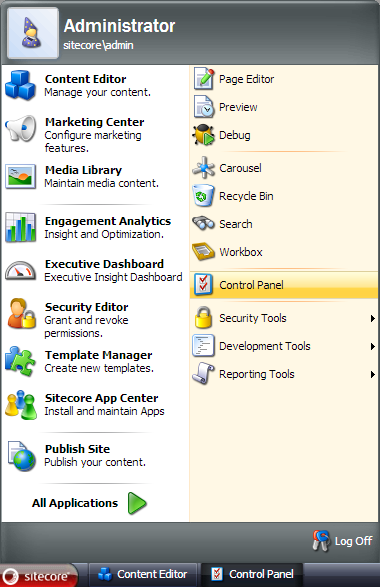 Administrator
sitecore\admin
Content Editor
Manage your content.
Marketing Center
Configure marketing
features.
Media Library
Maintain media content.
Engagement Analytics
Insight and Optimization.
Executive Dashboard
Executive Insight Dashboard
Security Editor
Grant and revoke
permissions.
Template Manager
Create new templates.
Sitecore App Center
Install and maintain Apps
Publish Site
Publish your content.
All Applications
Page Editor
Preview
Debug
Carousel
Recycle Bin
Search
Workbox
Control Panel
Security Tools
Development Tools
Reporting Tools
Log Off
sitecore
Content Editor
Control Panel